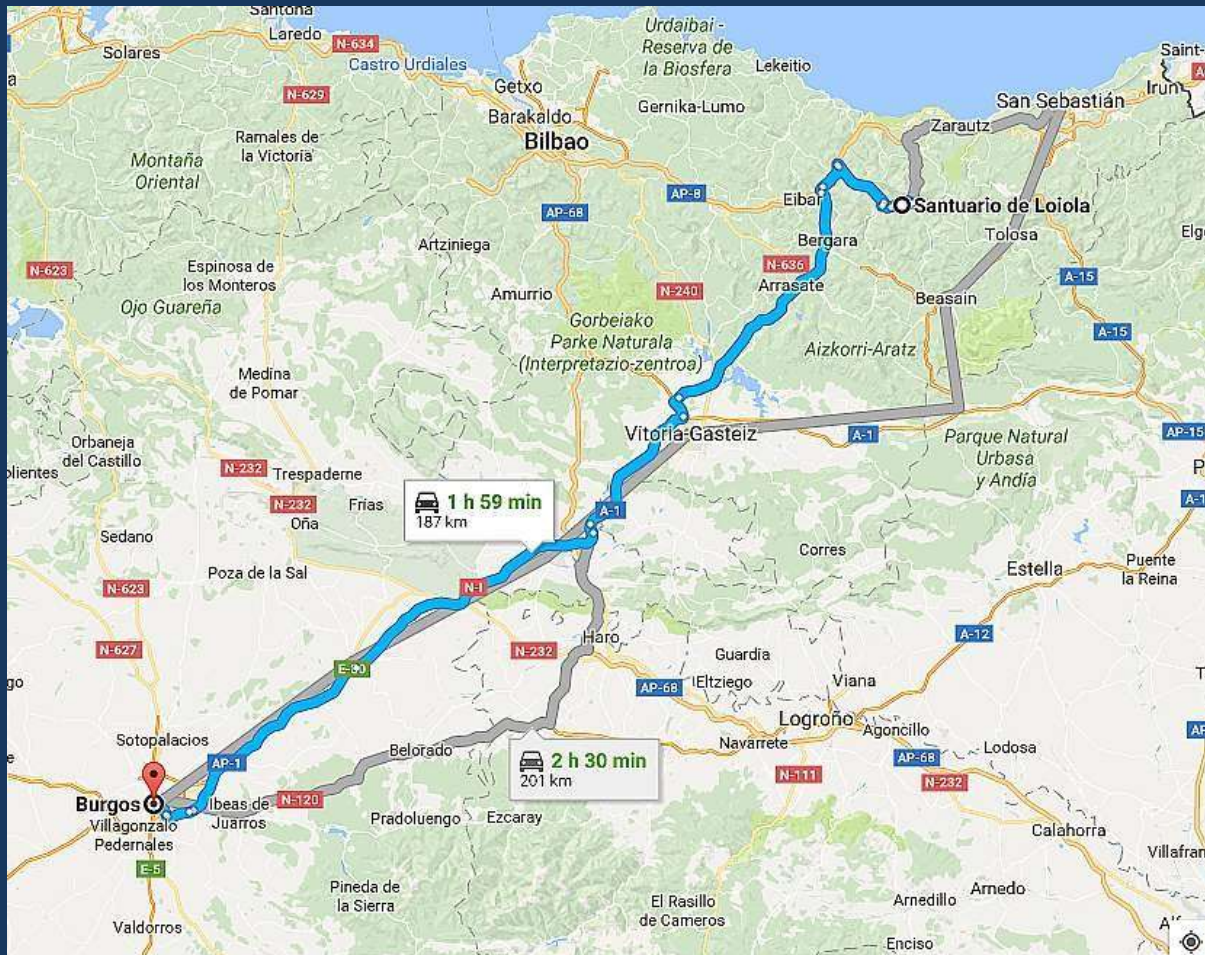 Santona
Laredo
Solares
N-634
Castro Urdiales
Urdaibai -
Reserva de
la Biosfera
Lekeitio
Saint-
Getxo
N-629
Gernika-Lumo
San Sebastián
Irun
Barakaldo
Zarautz
Ramales de
la Victoria
Bilbao
Montaña
Oriental
AP-8
Eibar
Santuario de Loiola
AP-68
Tolosa
Artziniega
Bergara
N-623
Espinosa de
los Monteros
N-636
Arrasate
A-15
Ojo Guareña
Amurrio
N-240
Beasain
Gorbeiako
Parke Naturala
(Interpretazio-zentroa)
A-15
Aizkorri-Aratz
Medina
de Pomar
Vitoria-Gasteiz
A-1
AP-15
Orbaneja
del Castillo
Parque Natural
Urbasa
y Andía
N-232
Trespaderne
N-232
Frías
Oña
1 h 59 min
187 km
A-1
Sedano
Corres
Puente
la Reina
Estella
Poza de la Sal
N-623
N-1
A-12
Haro
N-627
N-232
Guardia
E-80
AP-68
Eltziego
Viana
Logroño
Agoncillo
Sotopalacios
Belorado
Navarrete
AP-68
Lodosa
AP-1
2 h 30 min
201 km
N-111
N-232
Burgos
Ibeas de
Juarros
N-120
Villagonzalo
Pedernales
Pradoluengo
Ezcaray
Calahorra
E-5
Villafran
Pineda de
la Sierra
Arnedo
El Rasillo
de Cameros
Arnedillo
Valdorros
Enciso